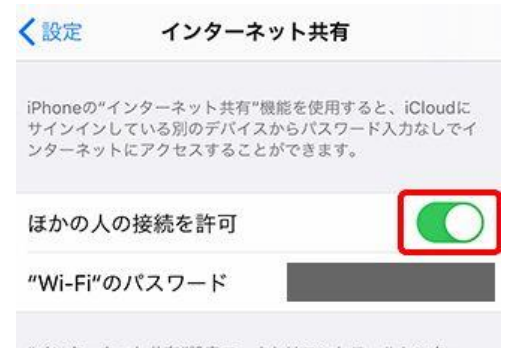 設定
インターネット共有
iPhoneの“インターネット共有”機能を使用すると、iCloudに
サインインしている別のデバイスからパスワード入力なしでイ
ンターネットにアクセスすることができます。
ほかの人の接続を許可
“Wi-Fi“のパスワード